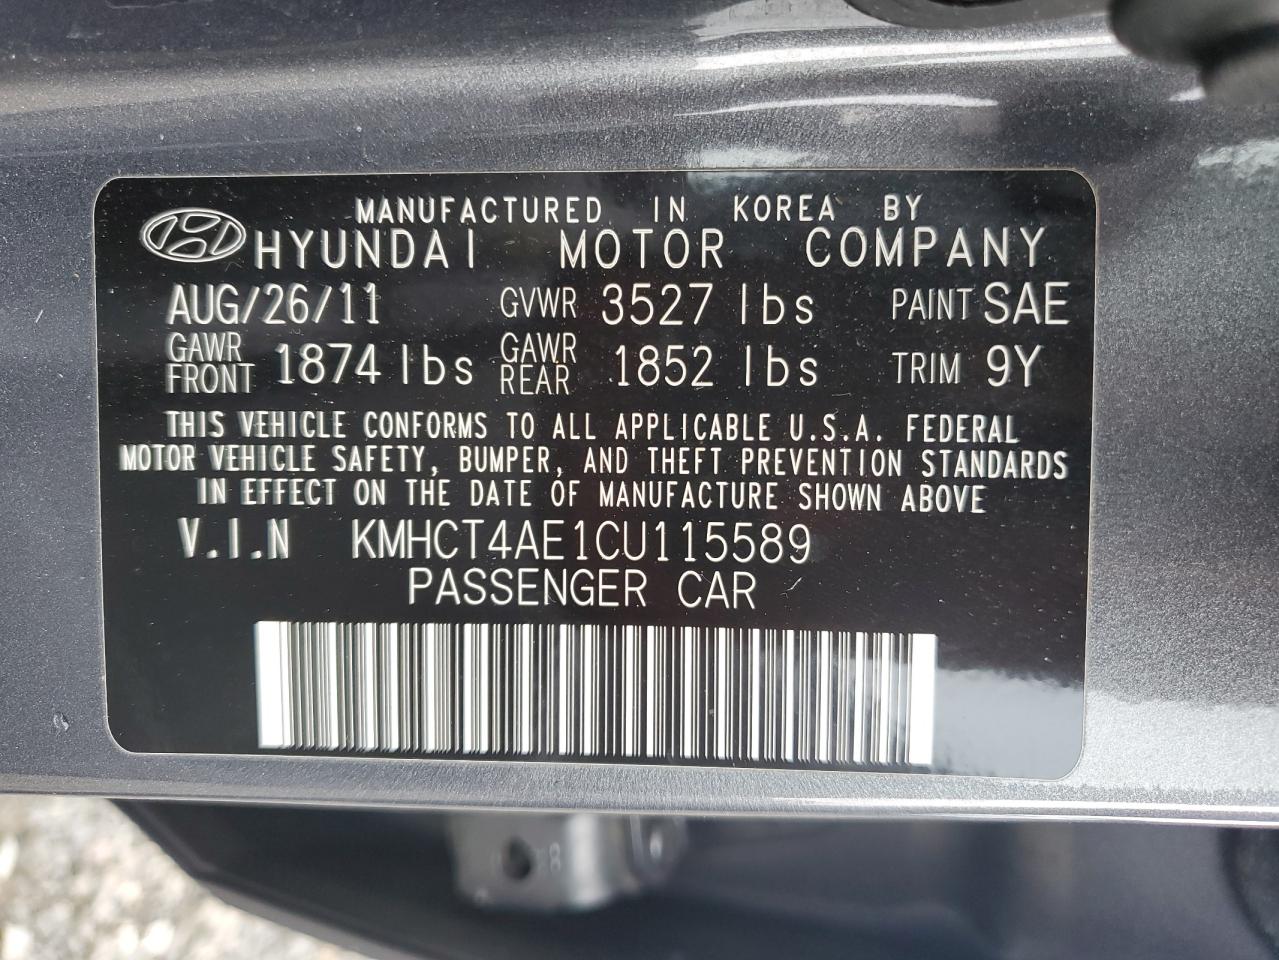 MANUFACTURED IN KOREA BY
HYUNDAI MOTOR COMPANY
AUG/26/11 GVWR 3527 lbs PAINT SAE
GAWR FRONT 1874 lbs GAWR REAR 1852 lbs TRIM 9Y
THIS VEHICLE CONFORMS TO ALL APPLICABLE U.S.A. FEDERAL
MOTOR VEHICLE SAFETY, BUMPER, AND THEFT PREVENTION STANDARDS
IN EFFECT ON THE DATE OF MANUFACTURE SHOWN ABOVE
V.I.N KMHCT4AE1CU115589
PASSENGER CAR